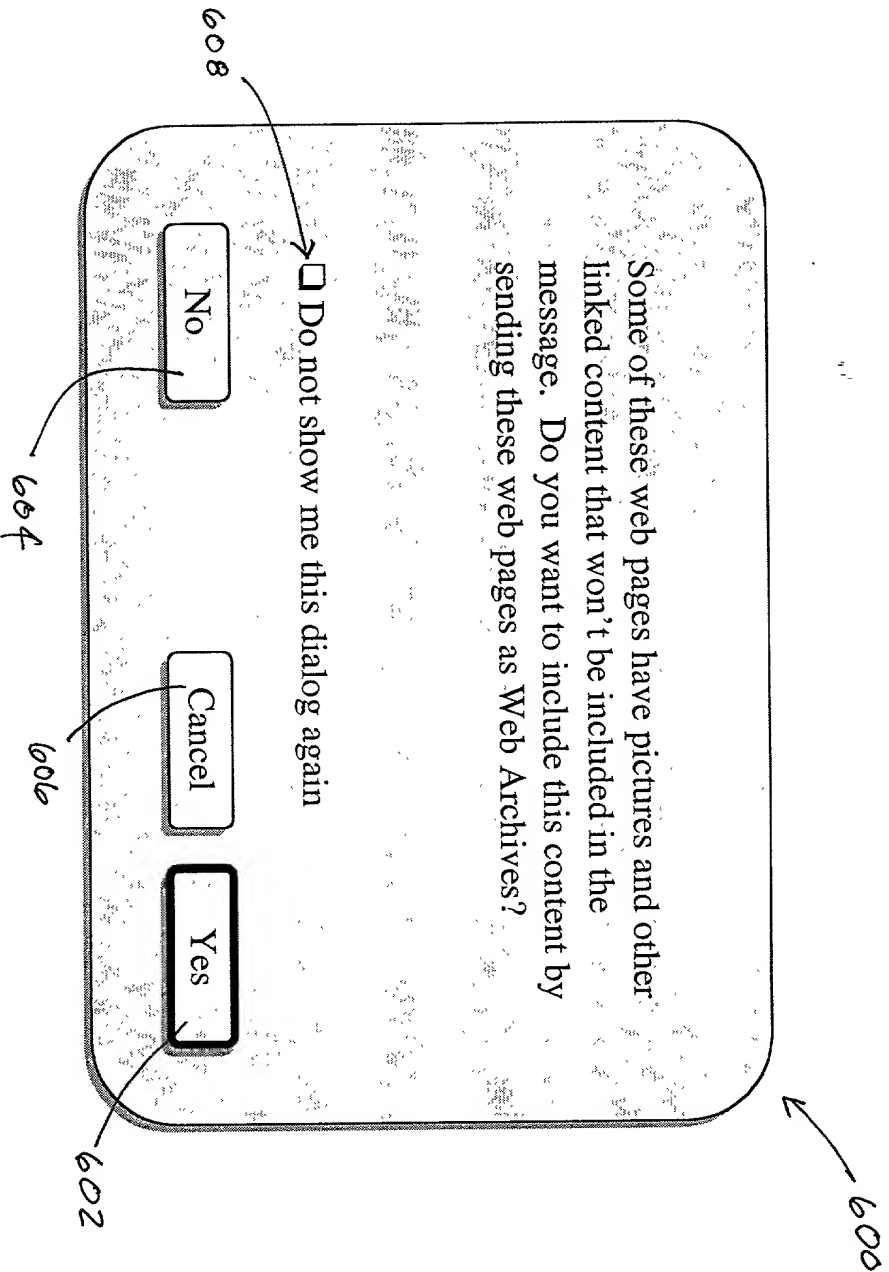 600
Some of these web pages have pictures and other
linked content that won't be included in the
message. Do you want to include this content by
sending these web pages as Web Archives?
608
Do not show me this dialog again
No
Cancel
Yes
604
606
602